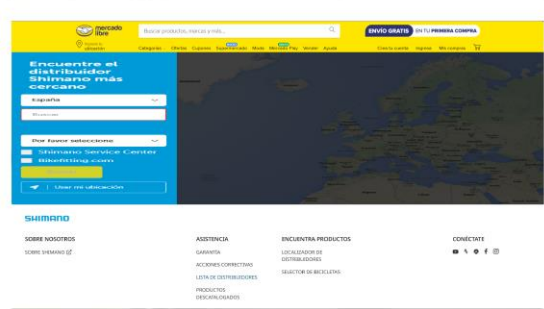 mercado
libre
Buscar productos, marcas y más...
ENVÍO GRATIS EN TU PRIMERA COMPRA
ubicación
Categorías Ofertas Cupones Supermercado Moda Mercado Play Vender Ayuda
Crea tu cuenta Ingresa Mis compras
Encuentre el
distribuidor
Shimano más
cercano
España
Buscar
Por favor seleccione
Shimano Service Center
Bikefitting.com
Usar mi ubicación
SHIMANO
SOBRE NOSOTROS
SOBRE SHIMANO
ASISTENCIA
GARANTÍA
ACCIONES CORRECTIVAS
LISTA DE DISTRIBUIDORES
PRODUCTOS
DESCATALOGADOS
ENCUENTRA PRODUCTOS
LOCALIZADOR DE
DISTRIBUIDORES
SELECTOR DE BICICLETAS
CONÉCTATE